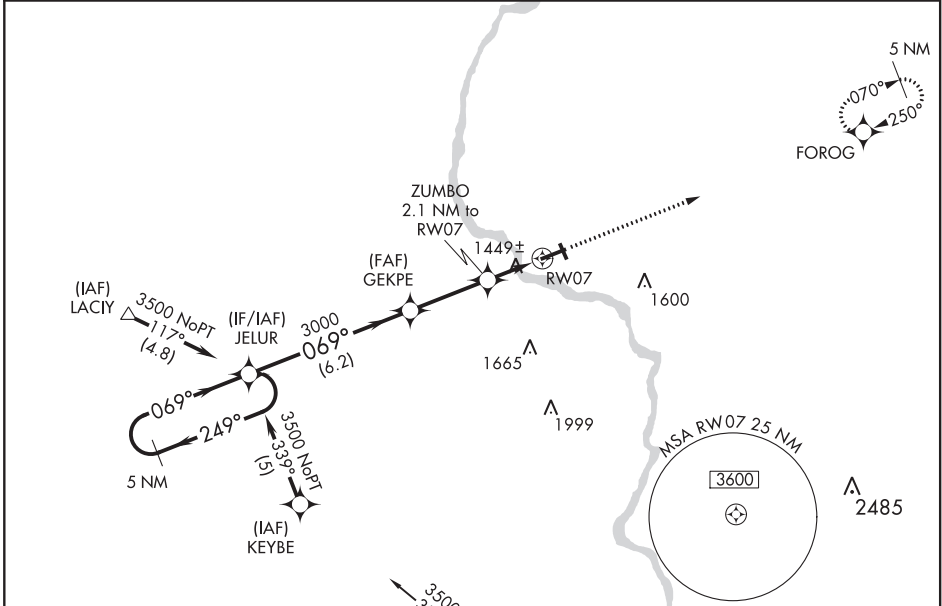 5 NM
070°
250°
FOROG
ZUMBO
2.1 NM to
RW07
1449±
(FAF)
GEKPE
RW07
1600
(IAF)
LACIY
3500 NoPT
117°
(4.8)
(IF/IAF)
JELUR
3000
069°
(6.2)
1665
069°
249°
5 NM
3500 NoPT
339°
(5)
(IAF)
KEYBE
1999
MSA RW07 25 NM
3600
2485
3500